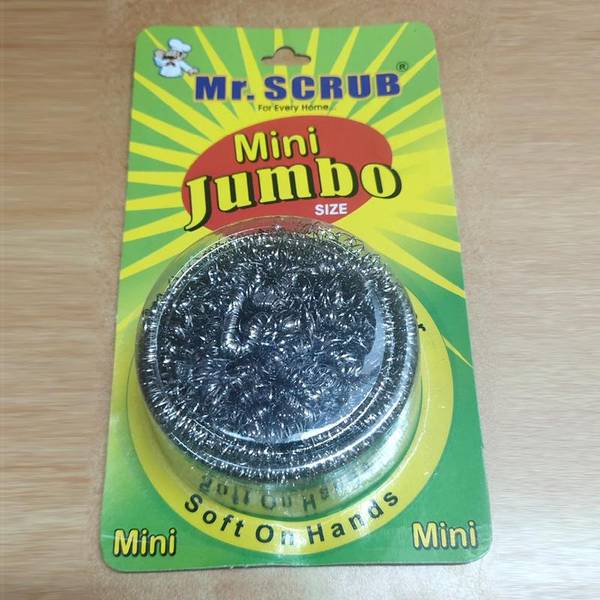 Mr. SCRUB®
For Every Home...
Mini
Jumbo
SIZE
Soft On Hands
Mini
Mini